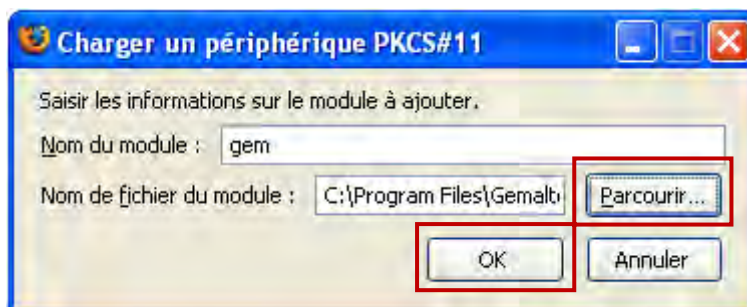 Charger un périphérique PKCS#11
Saisir les informations sur le module à ajouter.
Nom du module : gem
Nom de fichier du module : C:\Program Files\Gemalt Parcourir...
OK Annuler